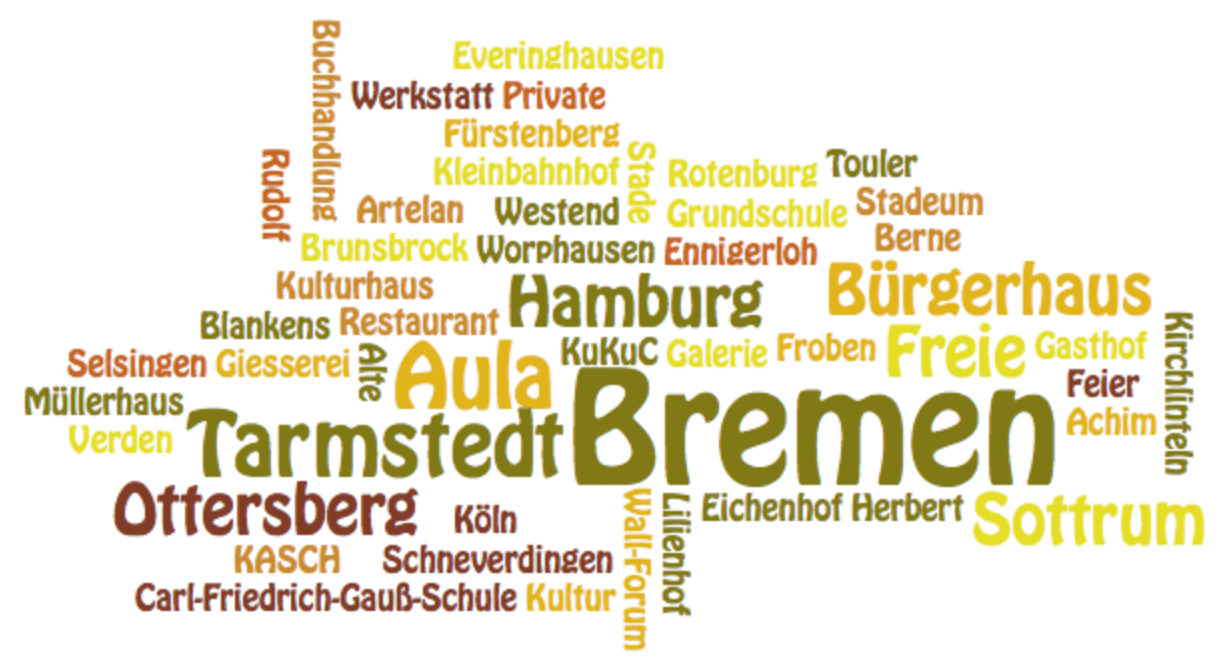 Buchhandlung
Everinghausen
Werkstatt Private
Fürstenberg
Rudolf
Kleinbahnhof
Stade
Rotenburg
Touler
Artelan
Westend
Grundschule
Stadeum
Brunsbrock
Worphausen
Ennigerloh
Berne
Kulturhaus
Hamburg
Bürgerhaus
Blankens
Restaurant
Kirchlinteln
Selsingen
Giesserei
Alte
Aula
KuKuC
Galerie
Froben
Freie
Gasthof
Müllerhaus
Feier
Verden
Tarmstedt
Bremen
Achim
Ottersberg
Köln
Wall-Forum
Lilienhof
Eichenhof
Herbert
Sottrum
KASCH
Schneverdingen
Carl-Friedrich-Gauß-Schule
Kultur